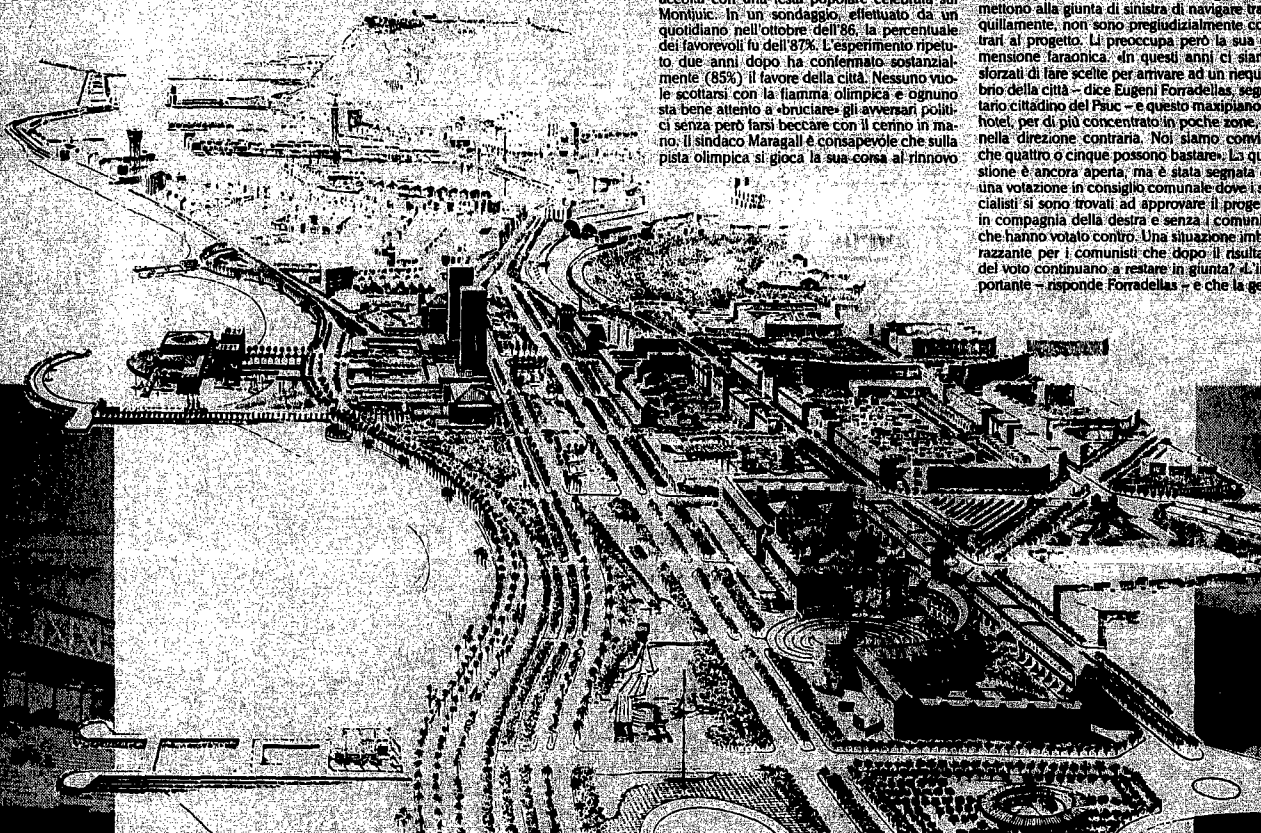 Montjuic. In un sondaggio, effettuato da un
quotidiano nell'ottobre dell'86, la percentuale
dei favorevoli fu dell'87%. L'esperimento ripetu-
to due anni dopo ha confermato sostanzial-
mente (85%) il favore della città. Nessuno vuo-
le scottarsi con la fiamma olimpica e ognuno
sta bene attento a «bruciare» gli avversari politi-
ci senza però farsi beccare con il cerino in ma-
no. Il sindaco Maragall è consapevole che sulla
pista olimpica si gioca la sua corsa al rinnovo
mettono alla giunta di sinistra di navigare tra
quillamente, non sono pregiudizialmente co
trari al progetto. Li preoccupa però la sua
mensione faraonica. «In questi anni ci siam
sforzati di fare scelte per arrivare ad un riequ
brio della città – dice Eugeni Forradellas, seg
tario cittadino del Psuc – e questo maxipiano
hotel, per di più concentrato in poche zone,
nella direzione contraria. Noi siamo convi
che quattro o cinque possono bastare». La qu
stione è ancora aperta, ma è stata segnata
una votazione in consiglio comunale dove i s
cialisti si sono trovati ad approvare il proge
in compagnia della destra e senza i comuni
che hanno votato contro. Una situazione imb
razzante per i comunisti che dopo il risulta
del voto continuano a restare in giunta? «L'i
portante – risponde Forradellas – e che la ge